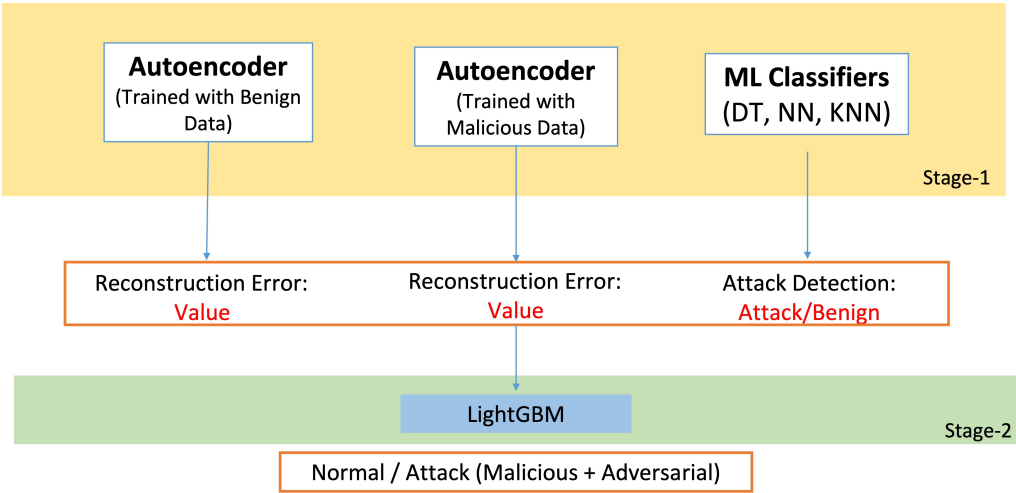 Autoencoder
(Trained with Benign
Data)
Autoencoder
(Trained with
Malicious Data)
ML Classifiers
(DT, NN, KNN)
Stage-1
Reconstruction Error:
Value
Reconstruction Error:
Value
Attack Detection:
Attack/Benign
LightGBM
Stage-2
Normal / Attack (Malicious + Adversarial)